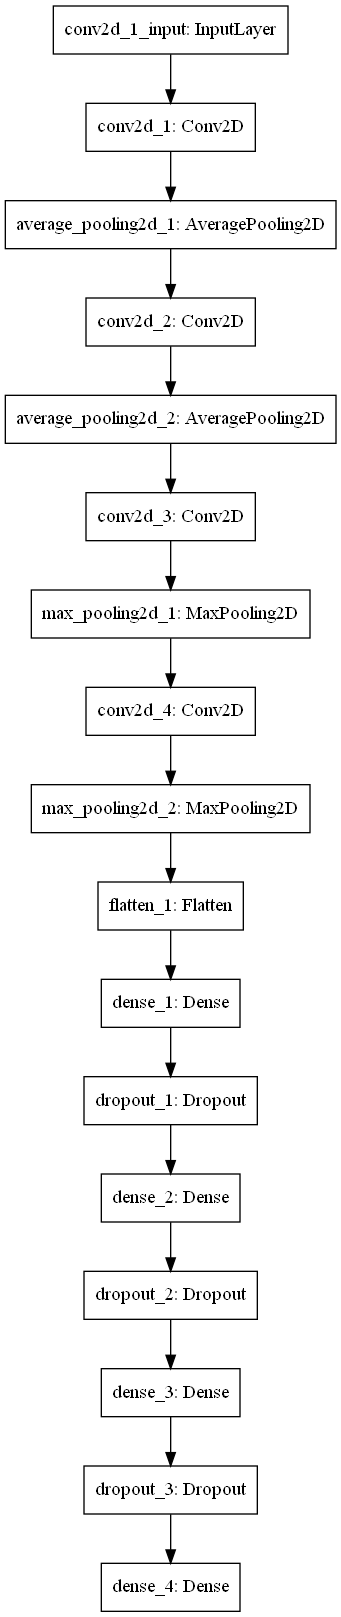 conv2d_1_input: InputLayer
conv2d_1: Conv2D
average_pooling2d_1: AveragePooling2D
conv2d_2: Conv2D
average_pooling2d_2: AveragePooling2D
conv2d_3: Conv2D
max_pooling2d_1: MaxPooling2D
conv2d_4: Conv2D
max_pooling2d_2: MaxPooling2D
flatten_1: Flatten
dense_1: Dense
dropout_1: Dropout
dense_2: Dense
dropout_2: Dropout
dense_3: Dense
dropout_3: Dropout
dense_4: Dense